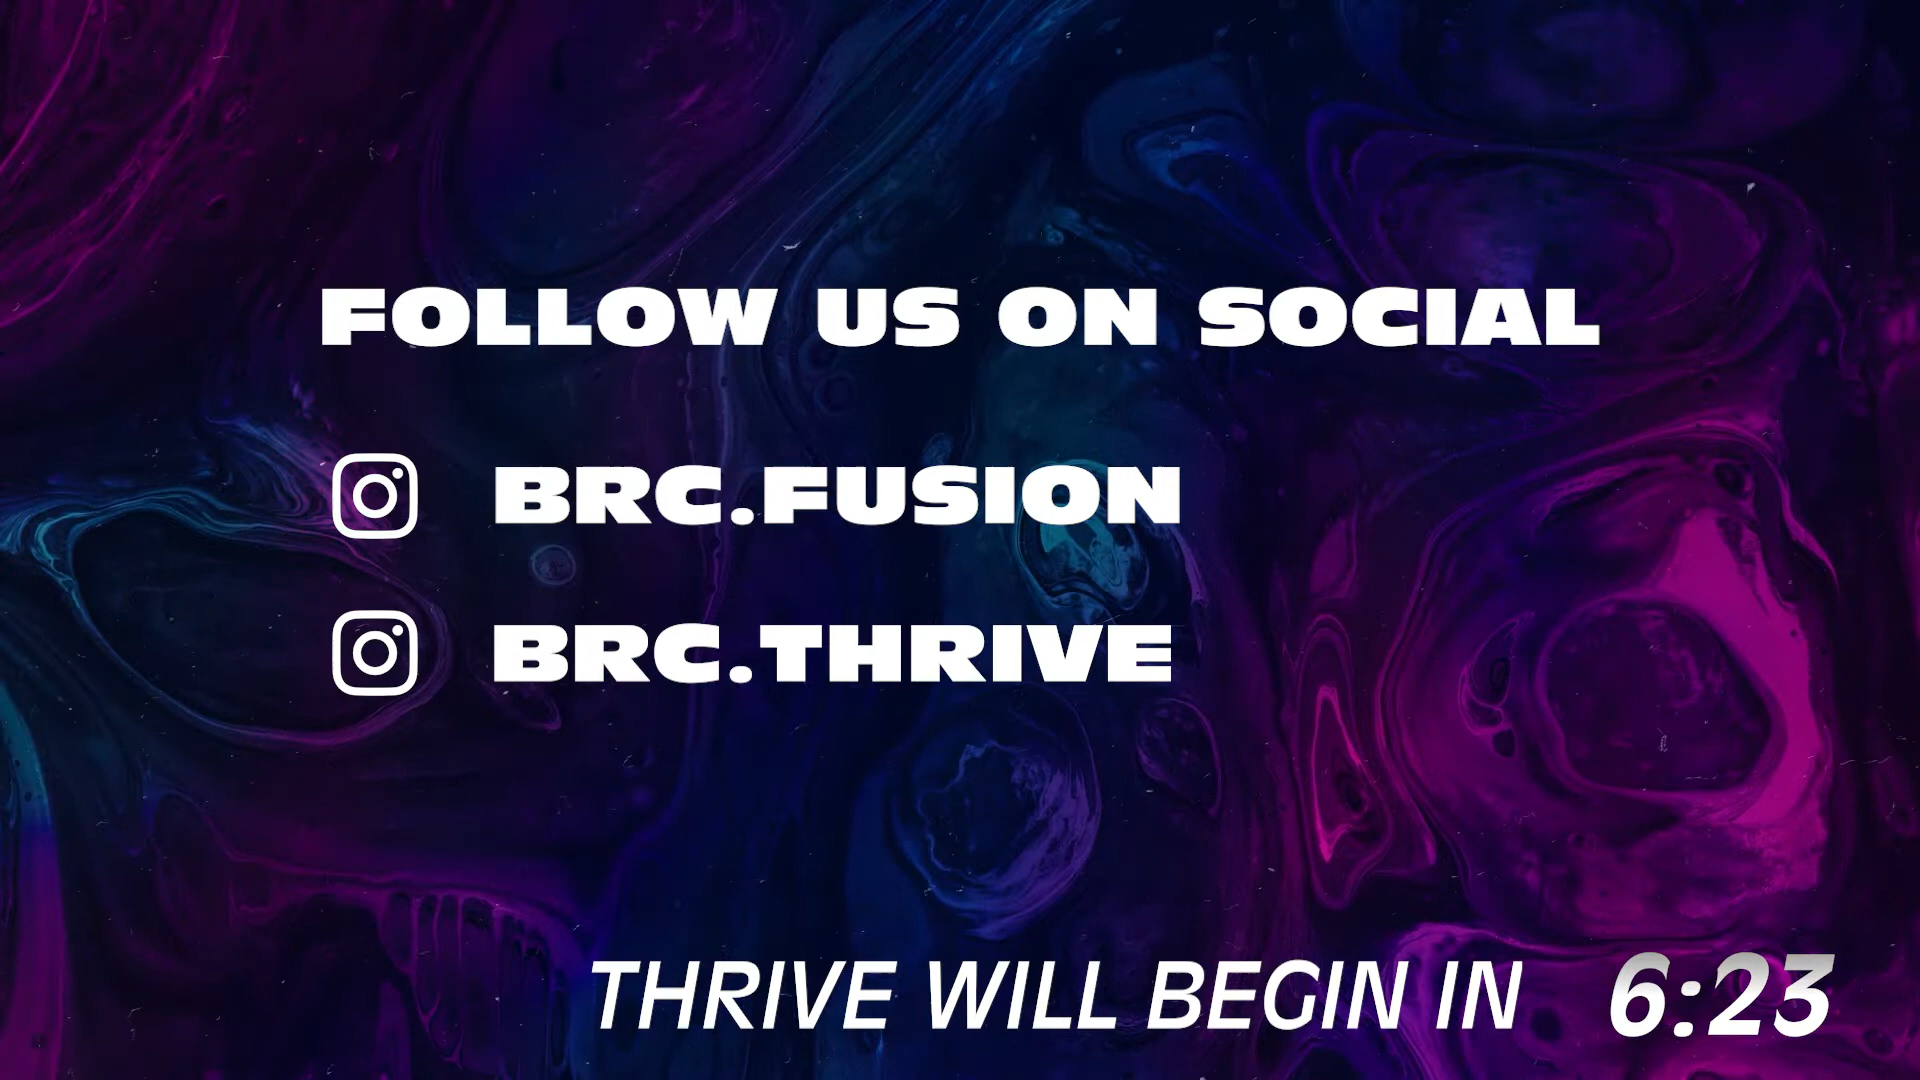 FOLLOW US ON SOCIAL
BRC.FUSION
BRC.THRIVE
THRIVE WILL BEGIN IN 6:23